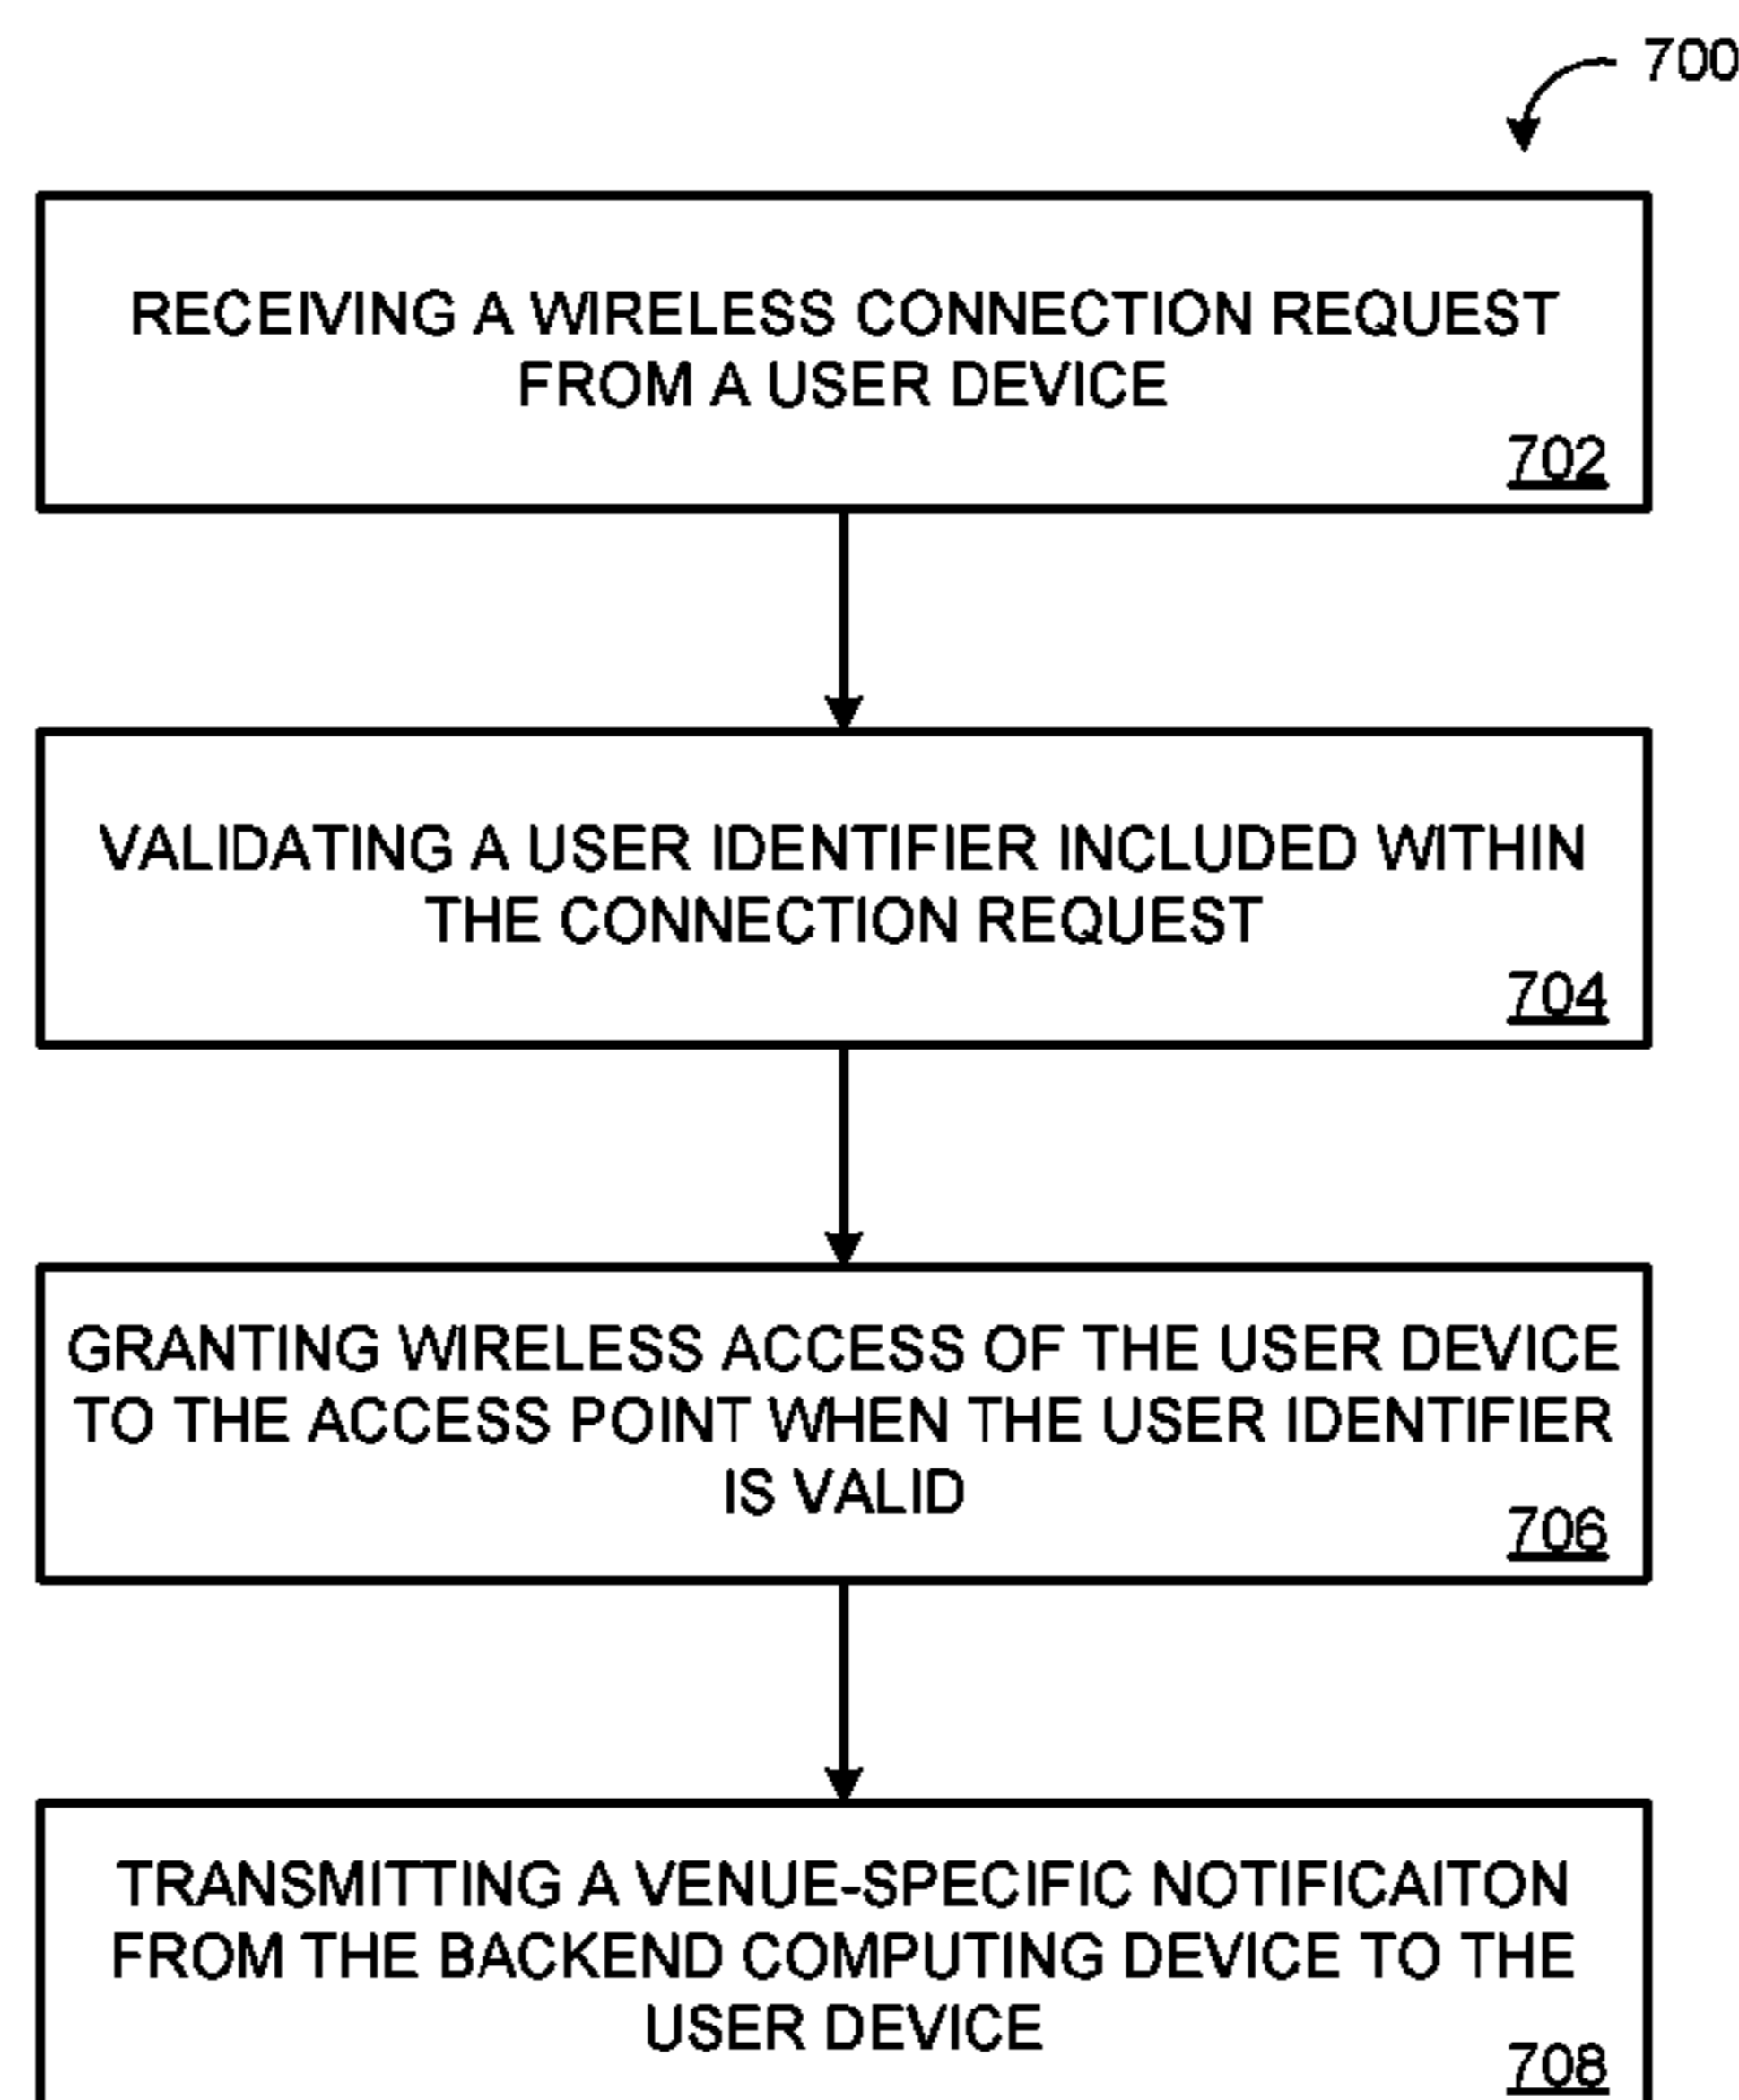 700
RECEIVING A WIRELESS CONNECTION REQUEST
FROM A USER DEVICE
702
VALIDATING A USER IDENTIFIER INCLUDED WITHIN
THE CONNECTION REQUEST
704
GRANTING WIRELESS ACCESS OF THE USER DEVICE
TO THE ACCESS POINT WHEN THE USER IDENTIFIER
IS VALID
706
TRANSMITTING A VENUE-SPECIFIC NOTIFICAITON
FROM THE BACKEND COMPUTING DEVICE TO THE
USER DEVICE
708